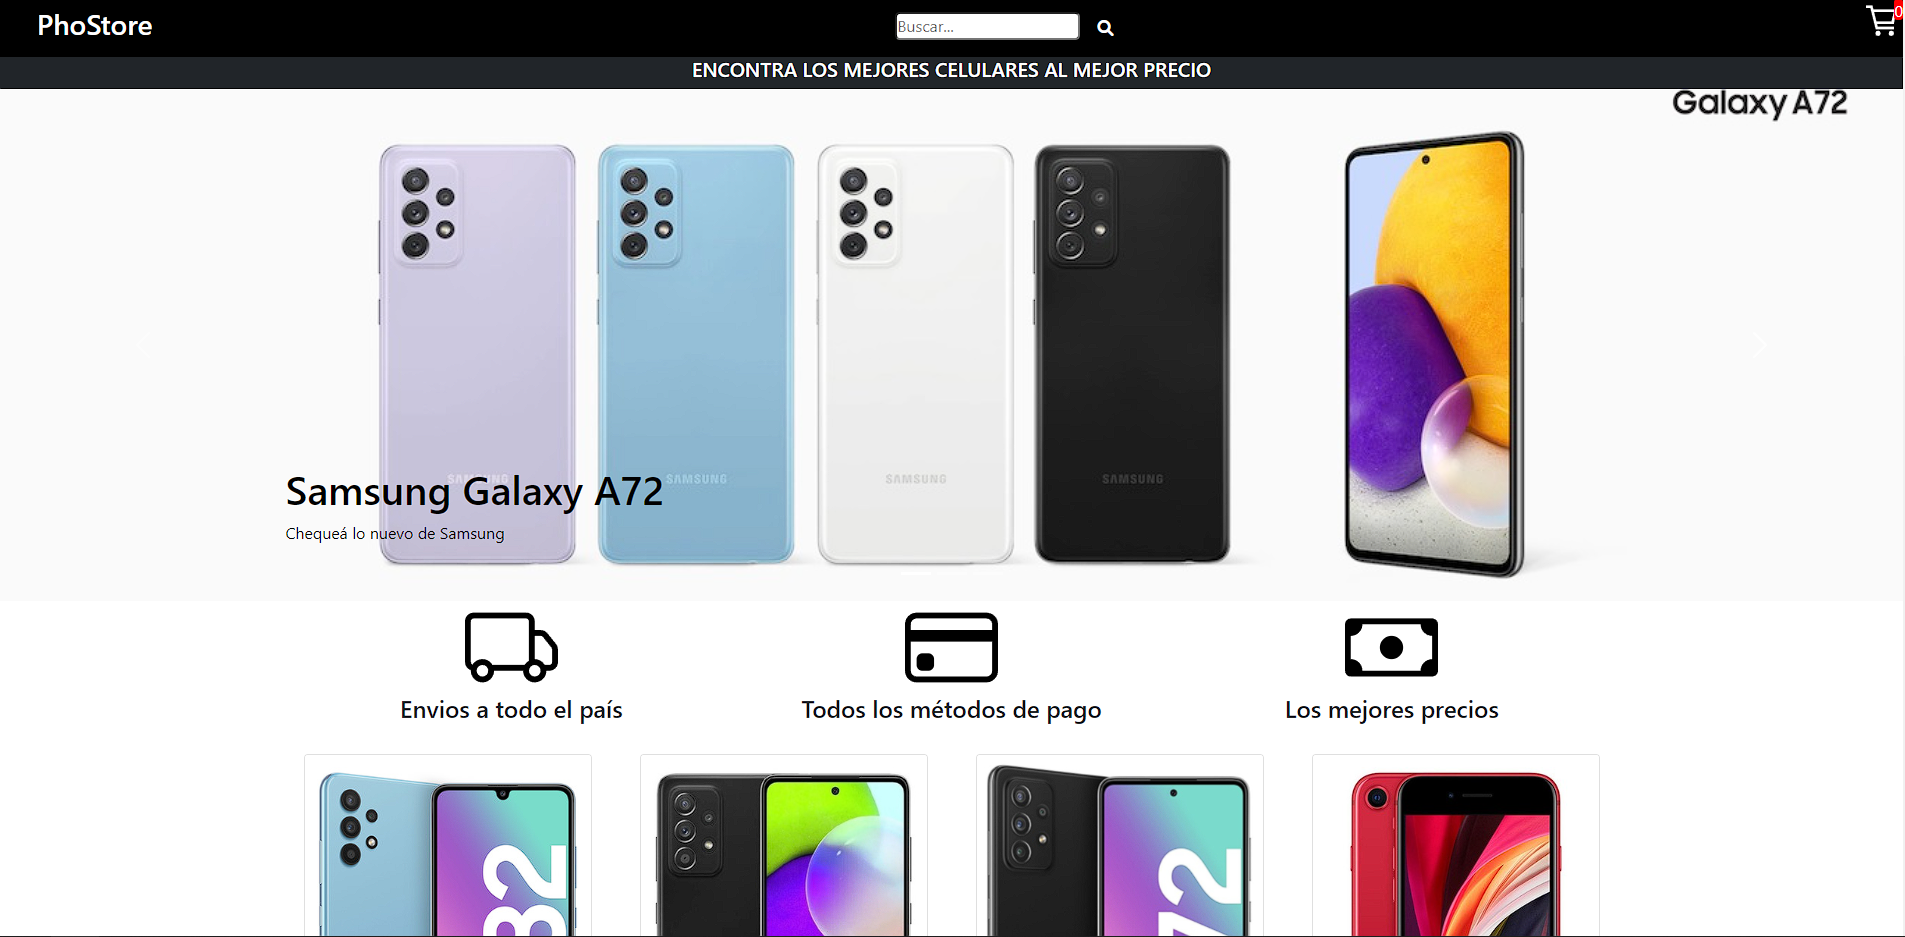 PhoStore
Buscar...
0
ENCONTRA LOS MEJORES CELULARES AL MEJOR PRECIO
Galaxy A72
SAMSUNG
SAMSUNG
SAMSUNG
SAMSUNG
Samsung Galaxy A72
Chequeá lo nuevo de Samsung
Envios a todo el país
Todos los métodos de pago
Los mejores precios
32
72